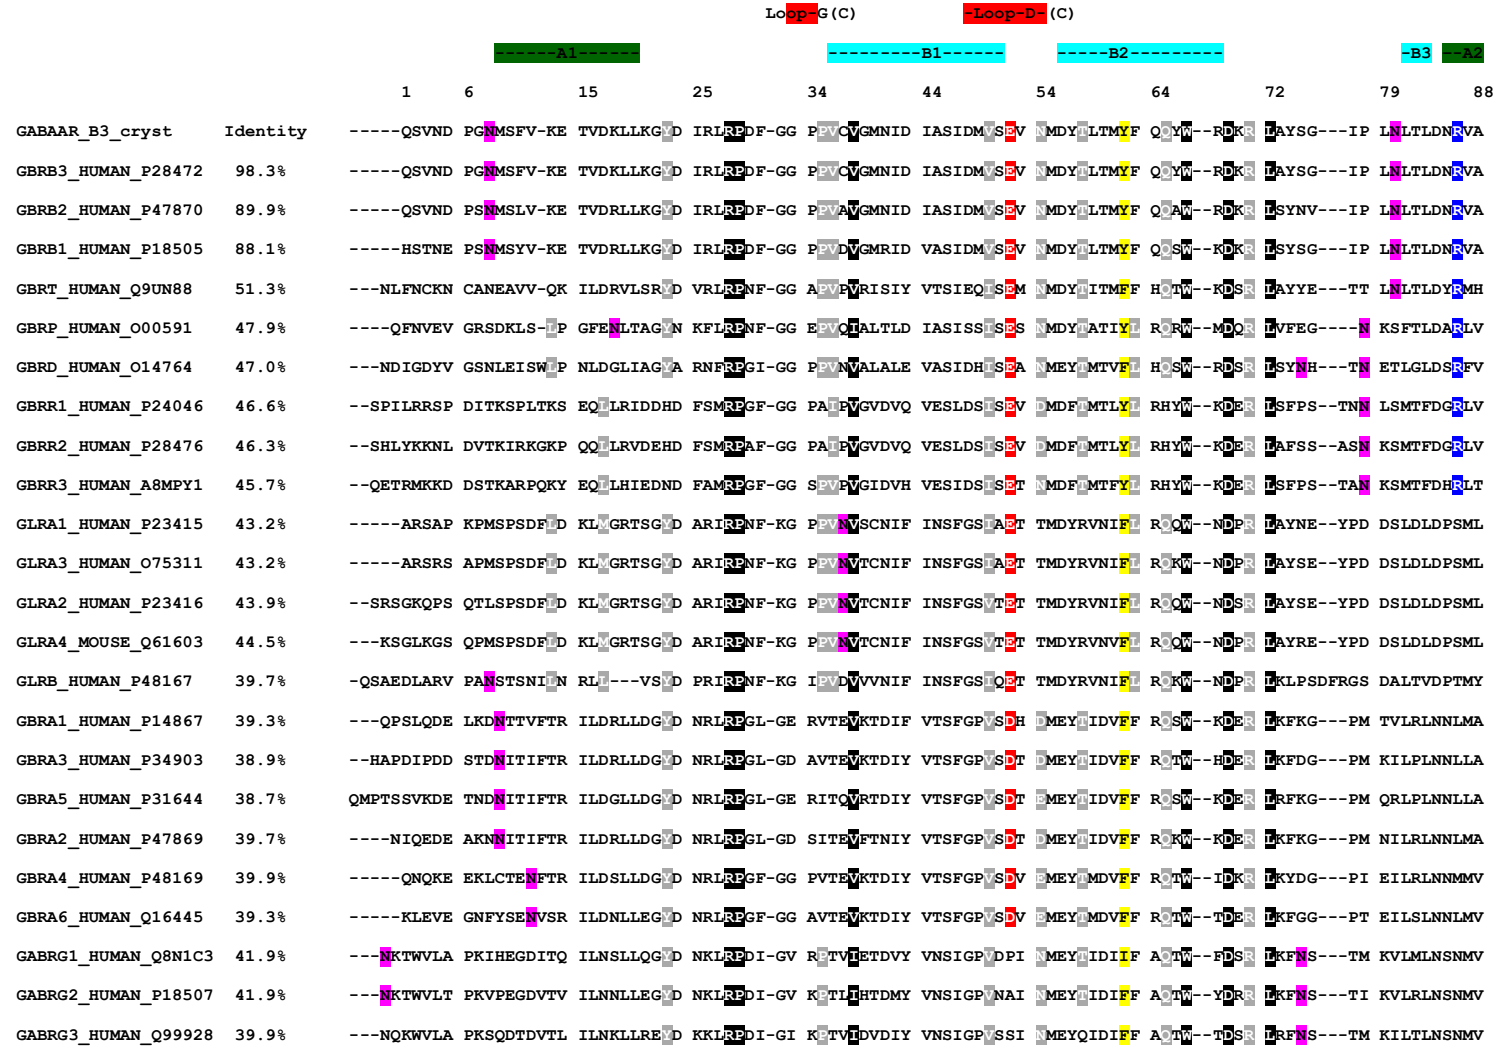 Loop-G(C) -Loop-D-(C)
------A1------ ---------B1------ -----B2--------- -B3 --A2
1 6 15 25 34 44 54 64 72 79 88
GABAAR_B3_cryst Identity -----QSVND PGNMSFV-KE TVDKLLKGYD IRLRPDF-GG PPVCVGMNID IASIDMVSEV NMDYTLTMYF QQYW--RDKR LAYSG---IP LNLTLDNRVA
GBRB3_HUMAN_P28472 98.3% -----QSVND PGNMSFV-KE TVDKLLKGYD IRLRPDF-GG PPVCVGMNID IASIDMVSEV NMDYTLTMYF QQYW--RDKR LAYSG---IP LNLTLDNRVA
GBRB2_HUMAN_P47870 89.9% -----QSVND PSNMSLV-KE TVDRLLKGYD IRLRPDF-GG PPVAVGMNID IASIDMVSEV NMDYTLTMYF QQAW--RDKR LSYNV---IP LNLTLDNRVA
GBRB1_HUMAN_P18505 88.1% -----HSTNE PSNMSYV-KE TVDRLLKGYD IRLRPDF-GG PPVDVGMRID VASIDMVSEV NMDYTLTMYF QQSW--KDKR LSYSG---IP LNLTLDNRVA
GBRT_HUMAN_Q9UN88 51.3% ---NLFNCKN CANEAVV-QK ILDRVLSRYD VRLRPNF-GG APVPVRISIY VTSIEQISEM NMDYTITMFF HQTW--KDSR LAYYE---TT LNLTLDYRMH
GBRP_HUMAN_O00591 47.9% ----QFNVEV GRSDKLS-LP GFENLTAGYN KFLRPNF-GG EPVQIALTLD IASISSISES NMDYTATIYL RQRW--MDQR LVFEG----N KSFTLDARLV
GBRD_HUMAN_O14764 47.0% ---NDIGDYV GSNLEISWLP NLDGLIAGYA RNFRPGI-GG PPVNVALALE VASIDHISEA NMEYTMTVFL HQSW--RDSR LSYNH---TN ETLGLDSRFV
GBRR1_HUMAN_P24046 46.6% --SPILRRSP DITKSPLTKS EQLLRIDDHD FSMRPGF-GG PAIPVGVDVQ VESLDSISEV DMDFTMTLYL RHYW--KDER LSFPS--TNN LSMTFDGRLV
GBRR2_HUMAN_P28476 46.3% --SHLYKKNL DVTKIRKGKP QQLLRVDEHD FSMRPAF-GG PAIPVGVDVQ VESLDSISEV DMDFTMTLYL RHYW--KDER LAFSS--ASN KSMTFDGRLV
GBRR3_HUMAN_A8MPY1 45.7% --QETRMKKD DSTKARPQKY EQLLHIEDND FAMRPGF-GG SPVPVGIDVH VESIDSISET NMDFTMTFYL RHYW--KDER LSFPS--TAN KSMTFDHRLT
GLRA1_HUMAN_P23415 43.2% -----ARSAP KPMSPSDFLD KLMGRTSGYD ARIRPNF-KG PPVNVSCNIF INSFGSIAET TMDYRVNIFL RQQW--NDPR LAYNE--YPD DSLDLDPSML
GLRA3_HUMAN_O75311 43.2% -----ARSRS APMSPSDFLD KLMGRTSGYD ARIRPNF-KG PPVNVTCNIF INSFGSIAET TMDYRVNIFL RQKW--NDPR LAYSE--YPD DSLDLDPSML
GLRA2_HUMAN_P23416 43.9% --SRSGKQPS QTLSPSDFLD KLMGRTSGYD ARIRPNF-KG PPVNVTCNIF INSFGSVTET TMDYRVNIFL RQQW--NDSR LAYSE--YPD DSLDLDPSML
GLRA4_MOUSE_Q61603 44.5% ---KSGLKGS QPMSPSDFLD KLMGRTSGYD ARIRPNF-KG PPVNVTCNIF INSFGSVTET TMDYRVNVFL RQQW--NDPR LAYRE--YPD DSLDLDPSML
GLRB_HUMAN_P48167 39.7% -QSAEDLARV PANSTSNILN RLL---VSYD PRIRPNF-KG IPVDVVVNIF INSFGSIQET TMDYRVNIFL RQKW--NDPR LKLPSDFRGS DALTVDPTMY
GBRA1_HUMAN_P14867 39.3% ---QPSLQDE LKDNTTVFTR ILDRLLDGYD NRLRPGL-GE RVTEVKTDIF VTSFGPVSDH DMEYTIDVFF RQSW--KDER LKFKG---PM TVLRLNNLMA
GBRA3_HUMAN_P34903 38.9% --HAPDIPDD STDNITIFTR ILDRLLDGYD NRLRPGL-GD AVTEVKTDIY VTSFGPVSDT DMEYTIDVFF RQTW--HDER LKFDG---PM KILPLNNLLA
GBRA5_HUMAN_P31644 38.7% QMPTSSVKDE TNDNITIFTR ILDGLLDGYD NRLRPGL-GE RITQVRTDIY VTSFGPVSDT EMEYTIDVFF RQSW--KDER LRFKG---PM QRLPLNNLLA
GBRA2_HUMAN_P47869 39.7% ----NIQEDE AKNNITIFTR ILDRLLDGYD NRLRPGL-GD SITEVFTNIY VTSFGPVSDT DMEYTIDVFF RQKW--KDER LKFKG---PM NILRLNNLMA
GBRA4_HUMAN_P48169 39.9% -----QNQKE EKLCTENFTR ILDSLLDGYD NRLRPGF-GG PVTEVKTDIY VTSFGPVSDV EMEYTMDVFF RQTW--IDKR LKYDG---PI EILRLNNMMV
GBRA6_HUMAN_Q16445 39.3% -----KLEVE GNFYSENVSR ILDNLLEGYD NRLRPGF-GG AVTEVKTDIY VTSFGPVSDV EMEYTMDVFF RQTW--TDER LKFGG---PT EILSLNNLMV
GABRG1_HUMAN_Q8N1C3 41.9% ---NKTWVLA PKIHEGDITQ ILNSLLQGYD NKLRPDI-GV RPTVIETDVY VNSIGPVDPI NMEYTIDIIF AQTW--FDSR LKFNS---TM KVLMLNSNMV
GABRG2_HUMAN_P18507 41.9% ---NKTWVLT PKVPEGDVTV ILNNLLEGYD NKLRPDI-GV KPTLIHTDMY VNSIGPVNAI NMEYTIDIFF AQTW--YDRR LKFNS---TI KVLRLNSNMV
GABRG3_HUMAN_Q99928 39.9% ---NQKWVLA PKSQDTDVTL ILNKLLREYD KKLRPDI-GI KPTVIDVDIY VNSIGPVSSI NMEYQIDIFF AQTW--TDSR LRFNS---TM KILTLNSNMV